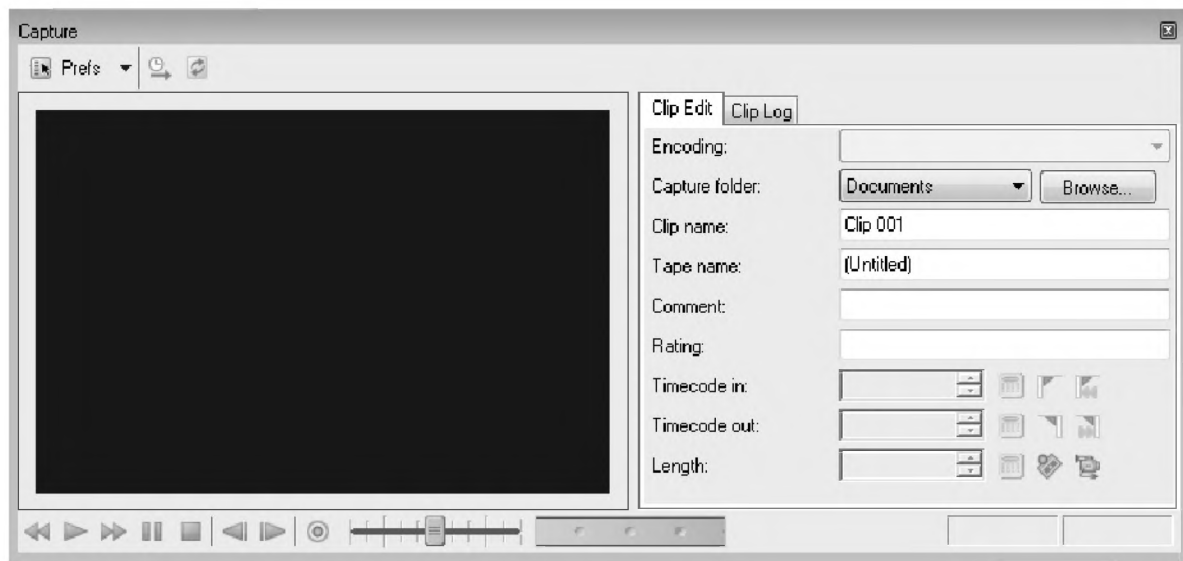 Capture
Prefs
Clip Edit
Clip Log
Encoding:
Capture folder:
Documents
Browse...
Clip name:
Clip 001
Tape name:
(Untitled)
Comment:
Rating:
Timecode in:
Timecode out:
Length: